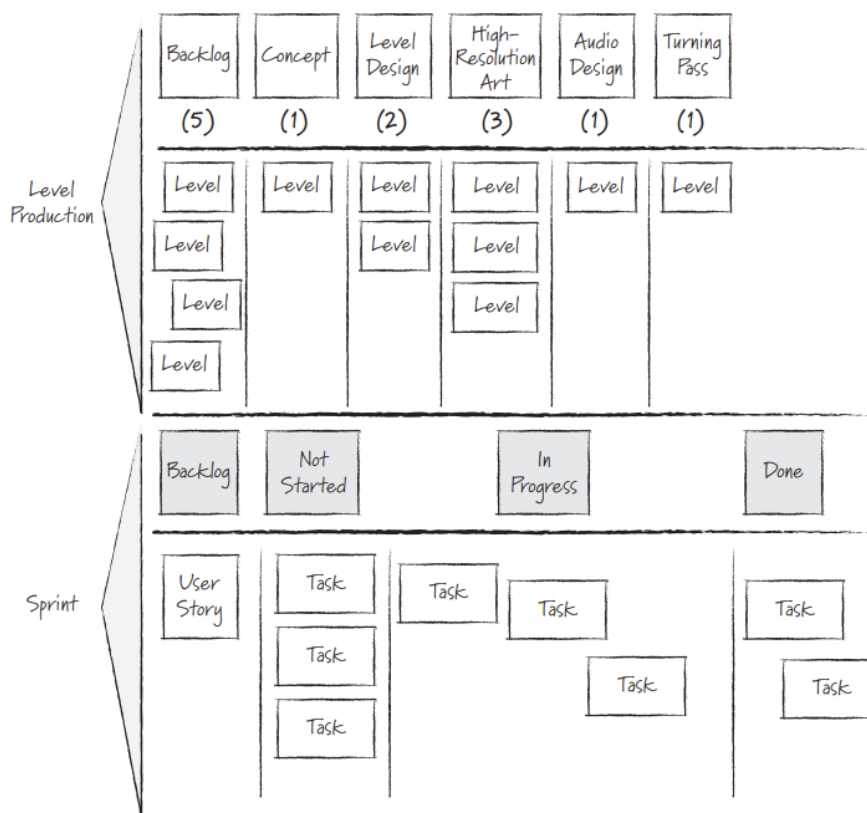 Backlog
Concept
Level
Design
High-
Resolution
Art
Audio
Design
Turning
Pass
(5)
(1)
(2)
(3)
(1)
(1)
Level
Production
Level
Level
Level
Level
Level
Level
Level
Level
Level
Level
Level
Level
Backlog
Not
Started
In
Progress
Done
Sprint
User
Story
Task
Task
Task
Task
Task
Task
Task
Task